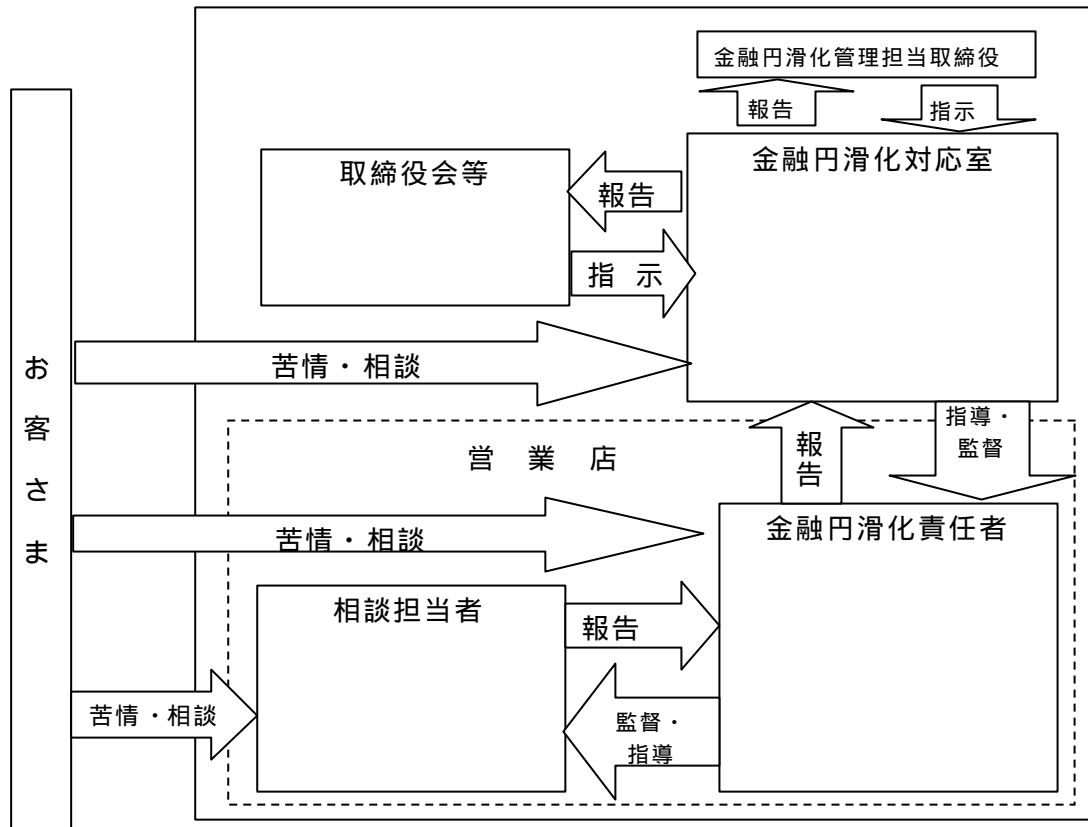 金融円滑化管理担当取締役
報告
指示
取締役会等
金融円滑化対応室
報告
指 示
苦情・相談
お客さま
営 業 店
報告
指導・
監督
苦情・相談
金融円滑化責任者
相談担当者
報告
苦情・相談
監督・
指導